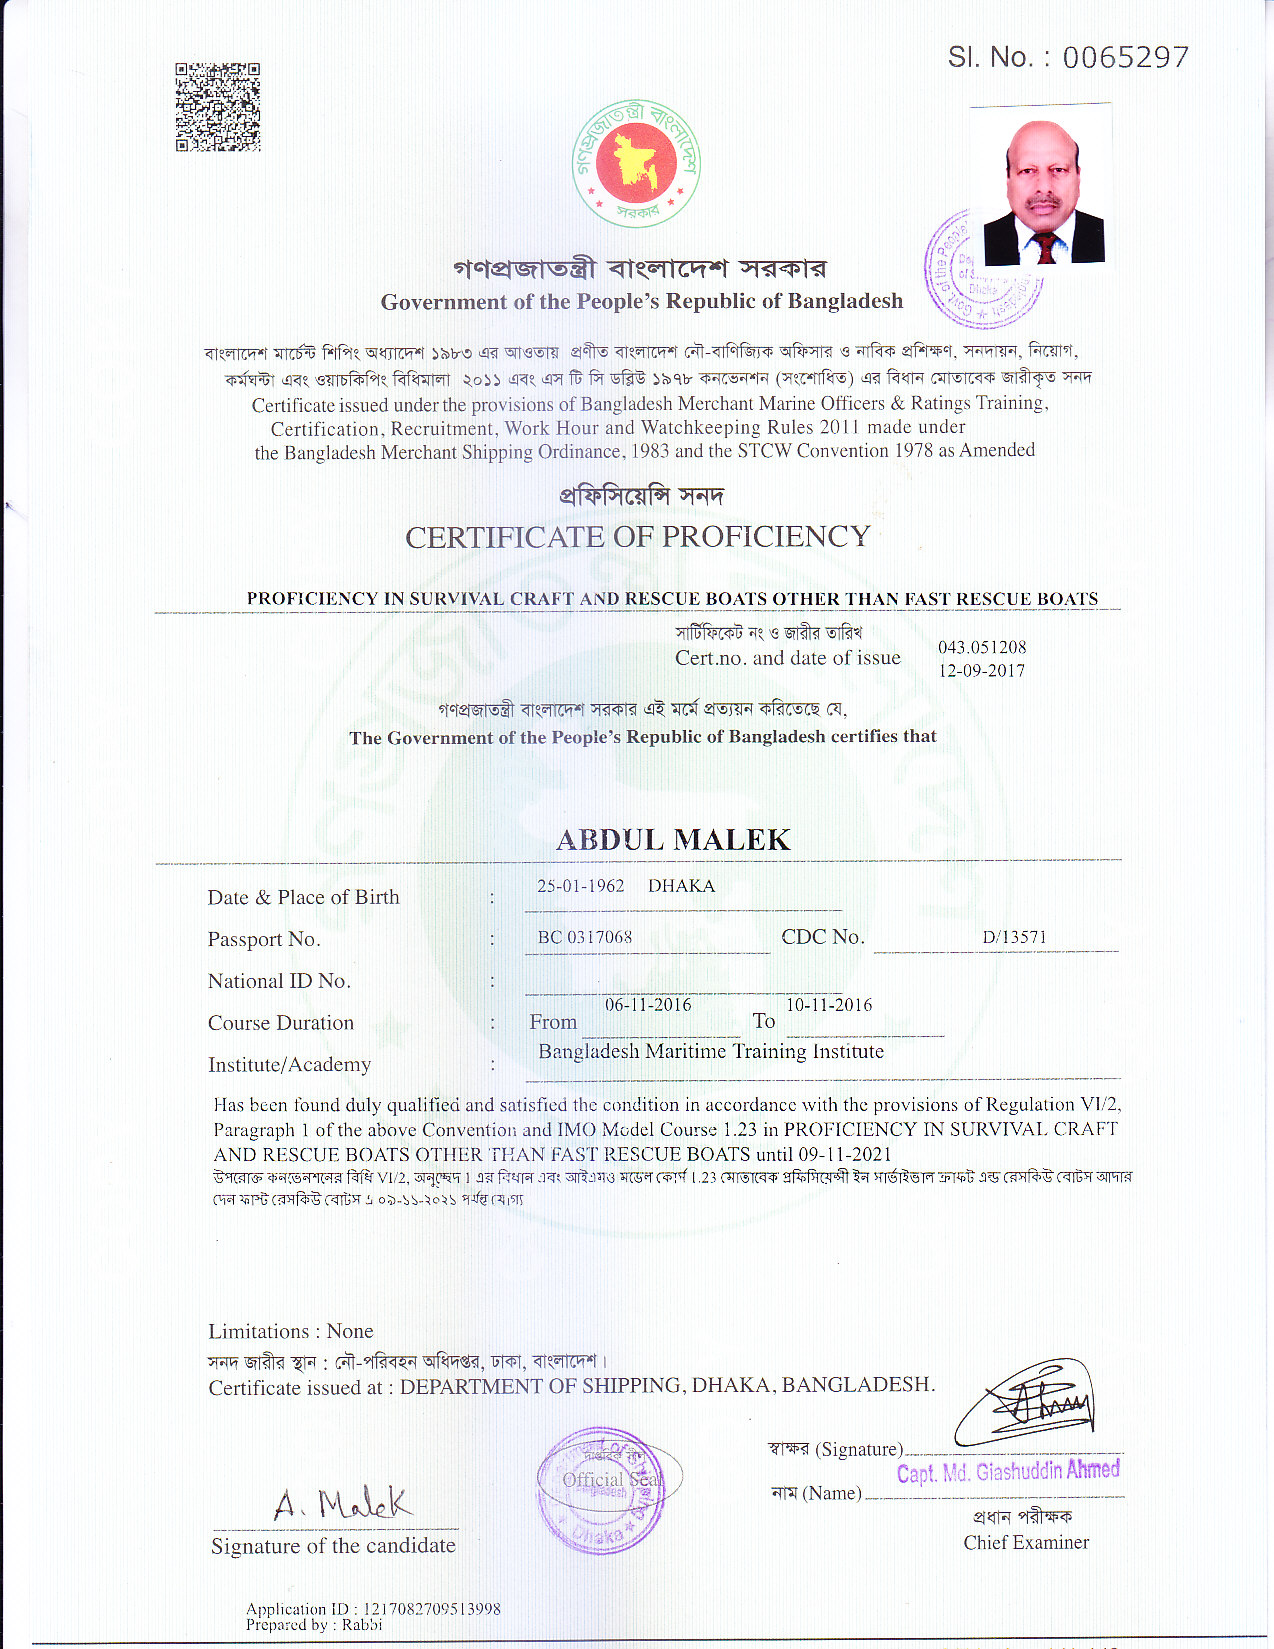 Sl. No. : 0065297
গণপ্রজাতন্ত্রী বাংলাদেশ
সরকার
গণপ্রজাতন্ত্রী বাংলাদেশ সরকার
Government of the People's Republic of Bangladesh
বাংলাদেশ মার্চেন্ট শিপিং অধ্যাদেশ ১৯৮৩ এর আওতায় প্রণীত বাংলাদেশ নৌ-বাণিজ্যিক অফিসার ও নাবিক প্রশিক্ষণ, সনদায়ন, নিয়োগ,
কর্মঘন্টা এবং ওয়াচকিপিং বিধিমালা ২০১১ এবং এস টি সি ডব্লিউ ১৯৭৮ কনভেনশন (সংশোধিত) এর বিধান মোতাবেক জারীকৃত সনদ
Certificate issued under the provisions of Bangladesh Merchant Marine Officers & Ratings Training,
Certification, Recruitment, Work Hour and Watchkeeping Rules 2011 made under
the Bangladesh Merchant Shipping Ordinance, 1983 and the STCW Convention 1978 as Amended
প্রফিসিয়েন্সি সনদ
CERTIFICATE OF PROFICIENCY
PROFICIENCY IN SURVIVAL CRAFT AND RESCUE BOATS OTHER THAN FAST RESCUE BOATS
সার্টিফিকেট নং ও জারীর তারিখ
Cert.no. and date of issue 043.051208
12-09-2017
গণপ্রজাতন্ত্রী বাংলাদেশ সরকার এই মর্মে প্রত্যয়ন করিতেছে যে,
The Government of the People's Republic of Bangladesh certifies that
ABDUL MALEK
Date & Place of Birth : 25-01-1962 DHAKA
Passport No. : BC 0317068 CDC No. D/13571
National ID No. :
Course Duration : From 06-11-2016 To 10-11-2016
Institute/Academy : Bangladesh Maritime Training Institute
Has been found duly qualified and satisfied the condition in accordance with the provisions of Regulation VI/2,
Paragraph 1 of the above Convention and IMO Model Course 1.23 in PROFICIENCY IN SURVIVAL CRAFT
AND RESCUE BOATS OTHER THAN FAST RESCUE BOATS until 09-11-2021
উপরোক্ত কনভেনশনের বিধি VI/2, অনুচ্ছেদ 1 এর বিধান এবং আইএমও মডেল কোর্স 1.23 মোতাবেক প্রফিসিয়েন্সী ইন সার্ভাইভাল ক্রাফট এন্ড রেসকিউ বোটস আদার
দেন ফাস্ট রেসকিউ বোটস এ ০৯-১১-২০২১ পর্যন্ত যোগ্য
Limitations : None
সনদ জারীর স্থান : নৌ-পরিবহন অধিদপ্তর, ঢাকা, বাংলাদেশ।
Certificate issued at : DEPARTMENT OF SHIPPING, DHAKA, BANGLADESH.
স্বাক্ষর (Signature)
Capt. Md. Giashuddin Ahmed
নাম (Name)
প্রধান পরীক্ষক
Chief Examiner
Official Seal
Dhaka
A. Malek
Signature of the candidate
Application ID : 1217082709513998
Prepared by : Rabbi